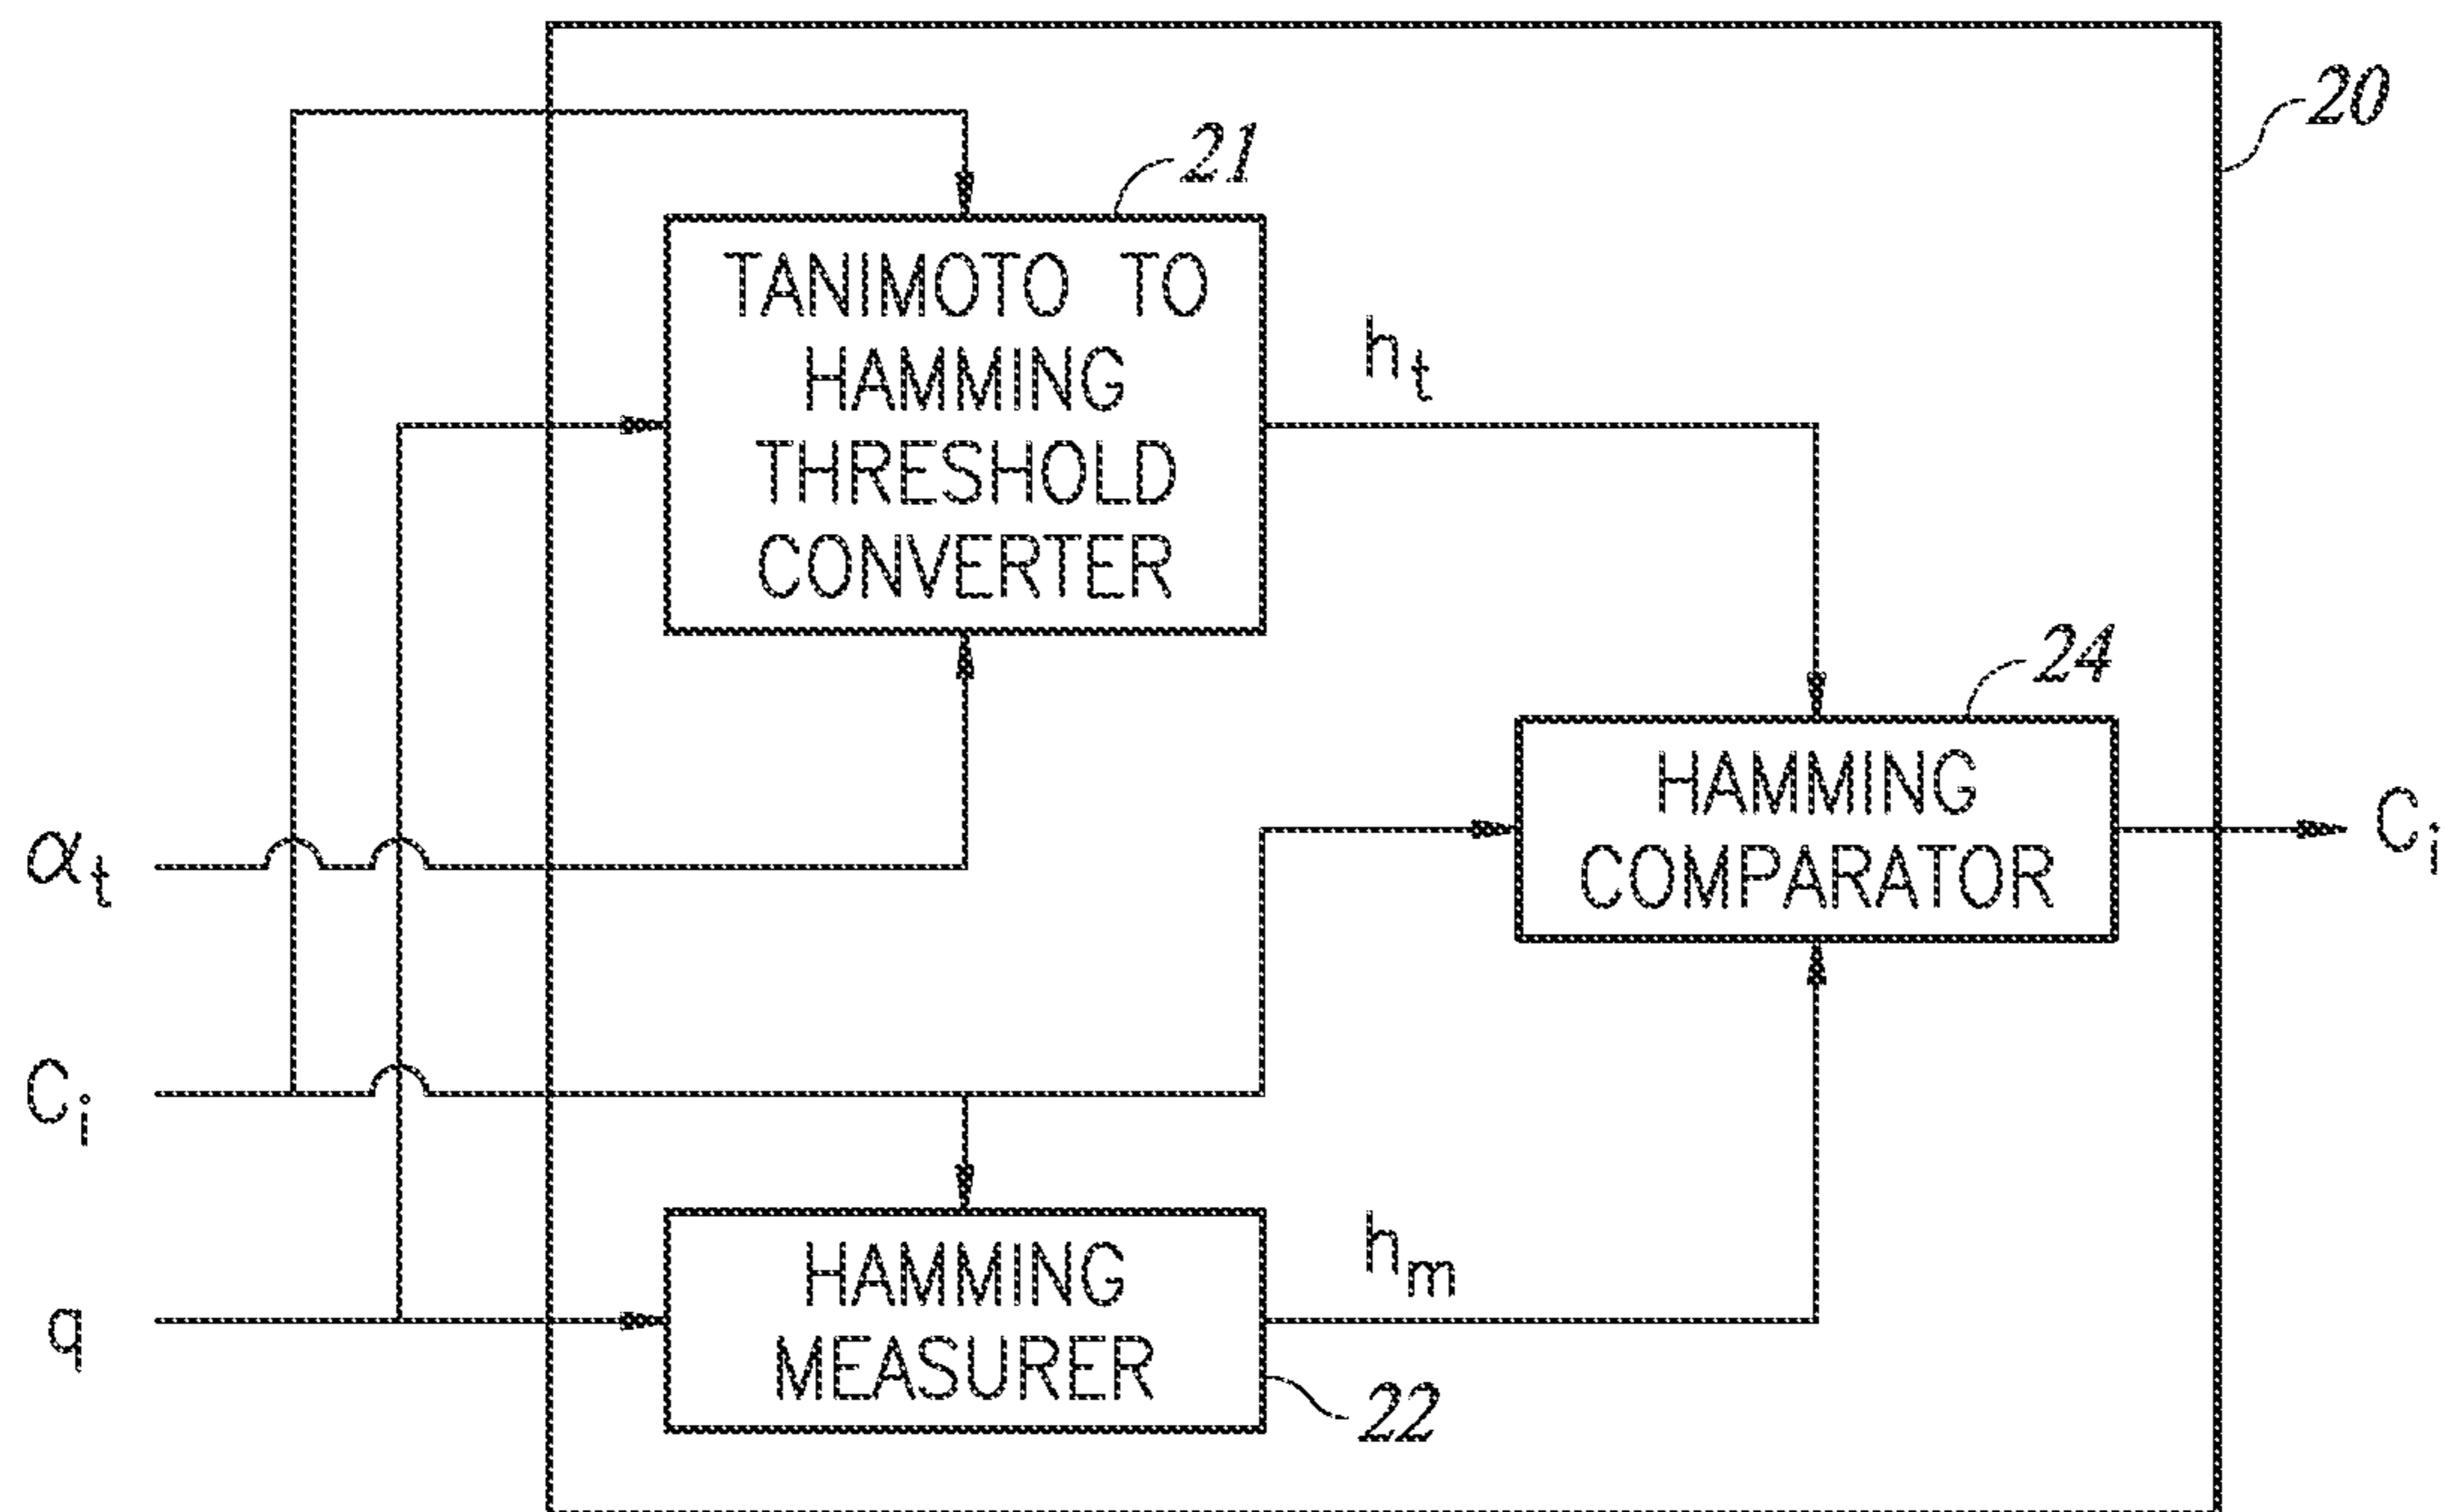 20
21
TANIMOTO TO
HAMMING
THRESHOLD
CONVERTER
h_t
24
HAMMING
COMPARATOR
C_i
α_t
C_i
q
HAMMING
MEASURER
h_m
22